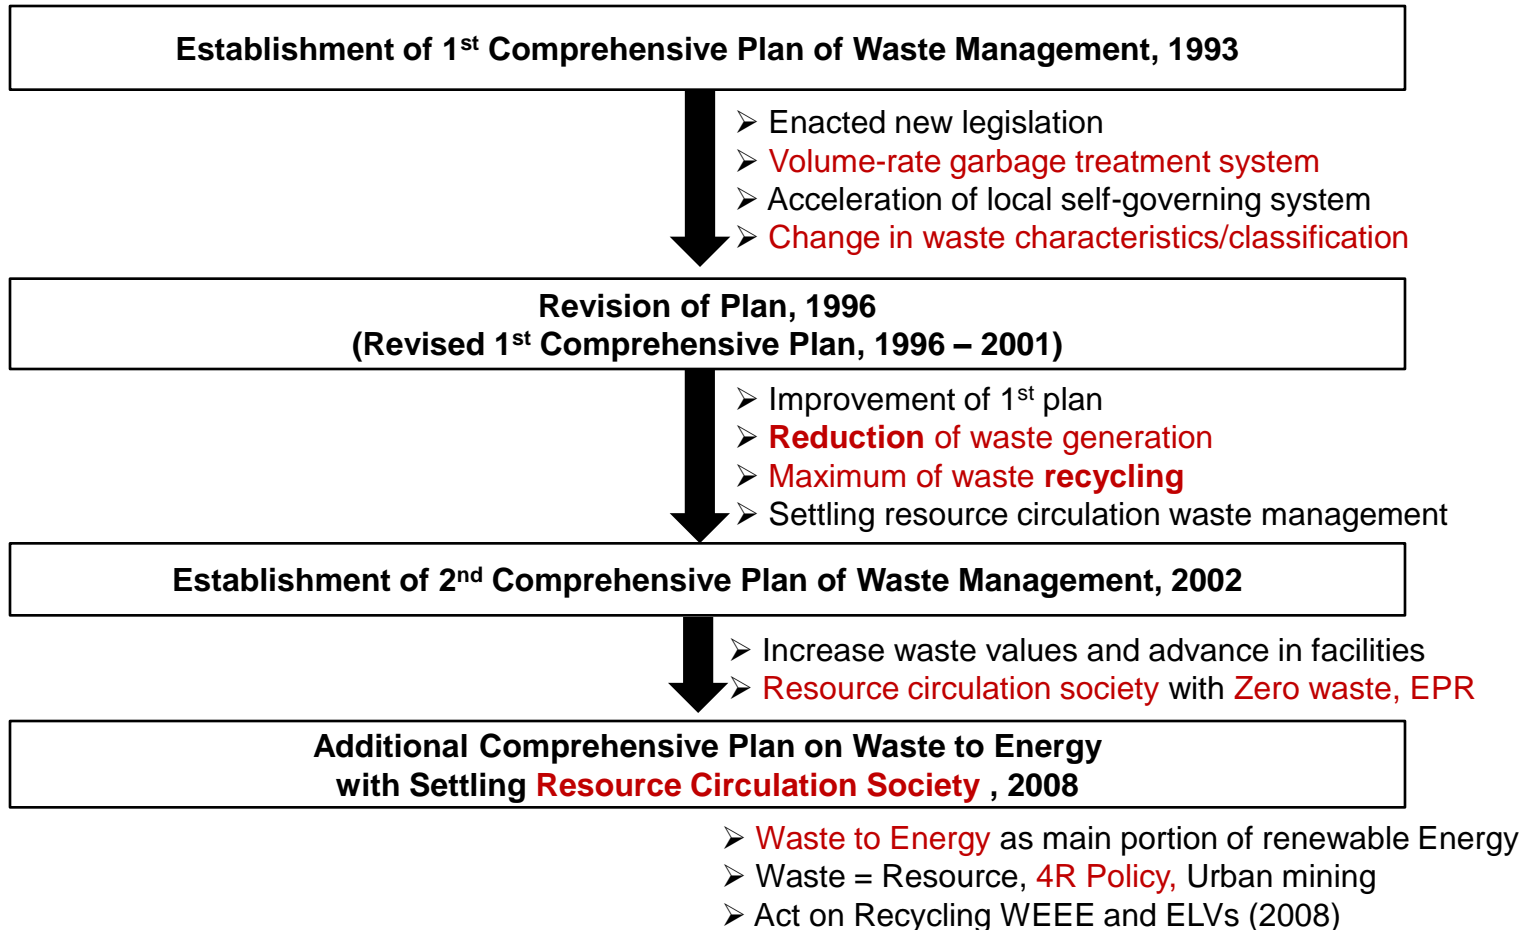 Establishment of 1st Comprehensive Plan of Waste Management, 1993
➢ Enacted new legislation
➢ Volume-rate garbage treatment system
➢ Acceleration of local self-governing system
➢ Change in waste characteristics/classification
Revision of Plan, 1996
(Revised 1st Comprehensive Plan, 1996 – 2001)
➢ Improvement of 1st plan
➢ Reduction of waste generation
➢ Maximum of waste recycling
➢ Settling resource circulation waste management
Establishment of 2nd Comprehensive Plan of Waste Management, 2002
➢ Increase waste values and advance in facilities
➢ Resource circulation society with Zero waste, EPR
Additional Comprehensive Plan on Waste to Energy
with Settling Resource Circulation Society , 2008
➢ Waste to Energy as main portion of renewable Energy
➢ Waste = Resource, 4R Policy, Urban mining
➢ Act on Recycling WEEE and ELVs (2008)